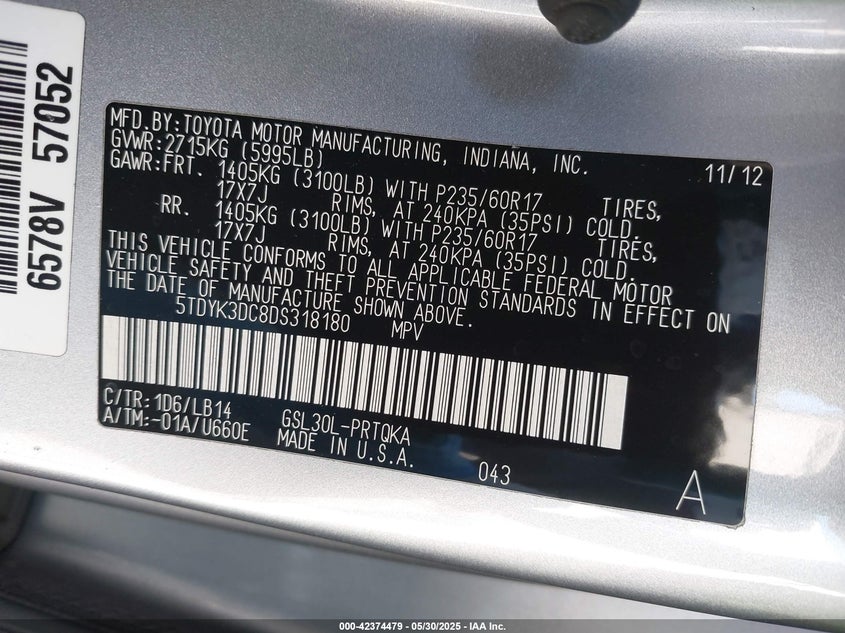 6578V 57052
MFD.BY:TOYOTA MOTOR MANUFACTURING, INDIANA, INC. 11/12
GVWR:2715KG (5995LB)
GAWR:FRT. 1405KG (3100LB) WITH P235/60R17 TIRES,
17X7J RIMS, AT 240KPA (35PSI) COLD.
RR. 1405KG (3100LB) WITH P235/60R17 TIRES,
17X7J RIMS, AT 240KPA (35PSI) COLD.
THIS VEHICLE CONFORMS TO ALL APPLICABLE FEDERAL MOTOR
VEHICLE SAFETY AND THEFT PREVENTION STANDARDS IN EFFECT ON
THE DATE OF MANUFACTURE SHOWN ABOVE.
5TDYK3DC8DS318180 MPV
C/TR:1D6/LB14 GSL30L-PRTQKA
A/TM:-01A/U660E MADE IN U.S.A. 043
A
000-42374479 - 05/30/2025 - IAA Inc.